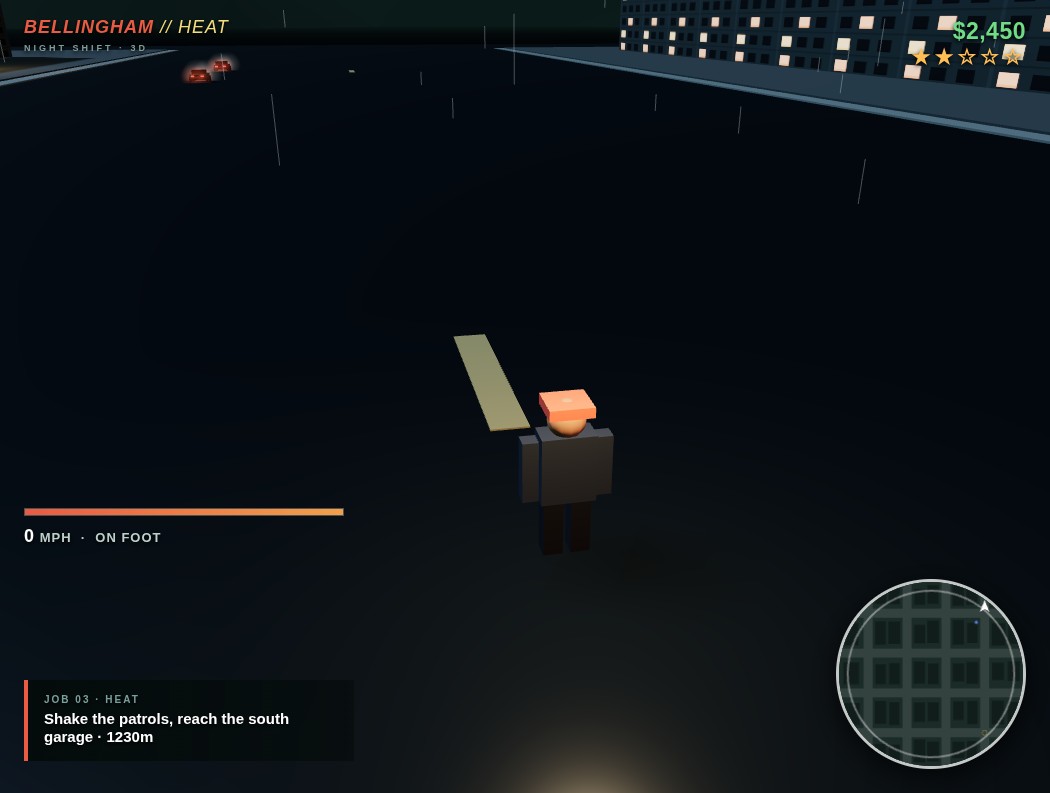 BELLINGHAM // HEAT
NIGHT SHIFT · 3D
$2,450
★★☆☆☆
0 MPH · ON FOOT
JOB 03 · HEAT
Shake the patrols, reach the south
garage · 1230m